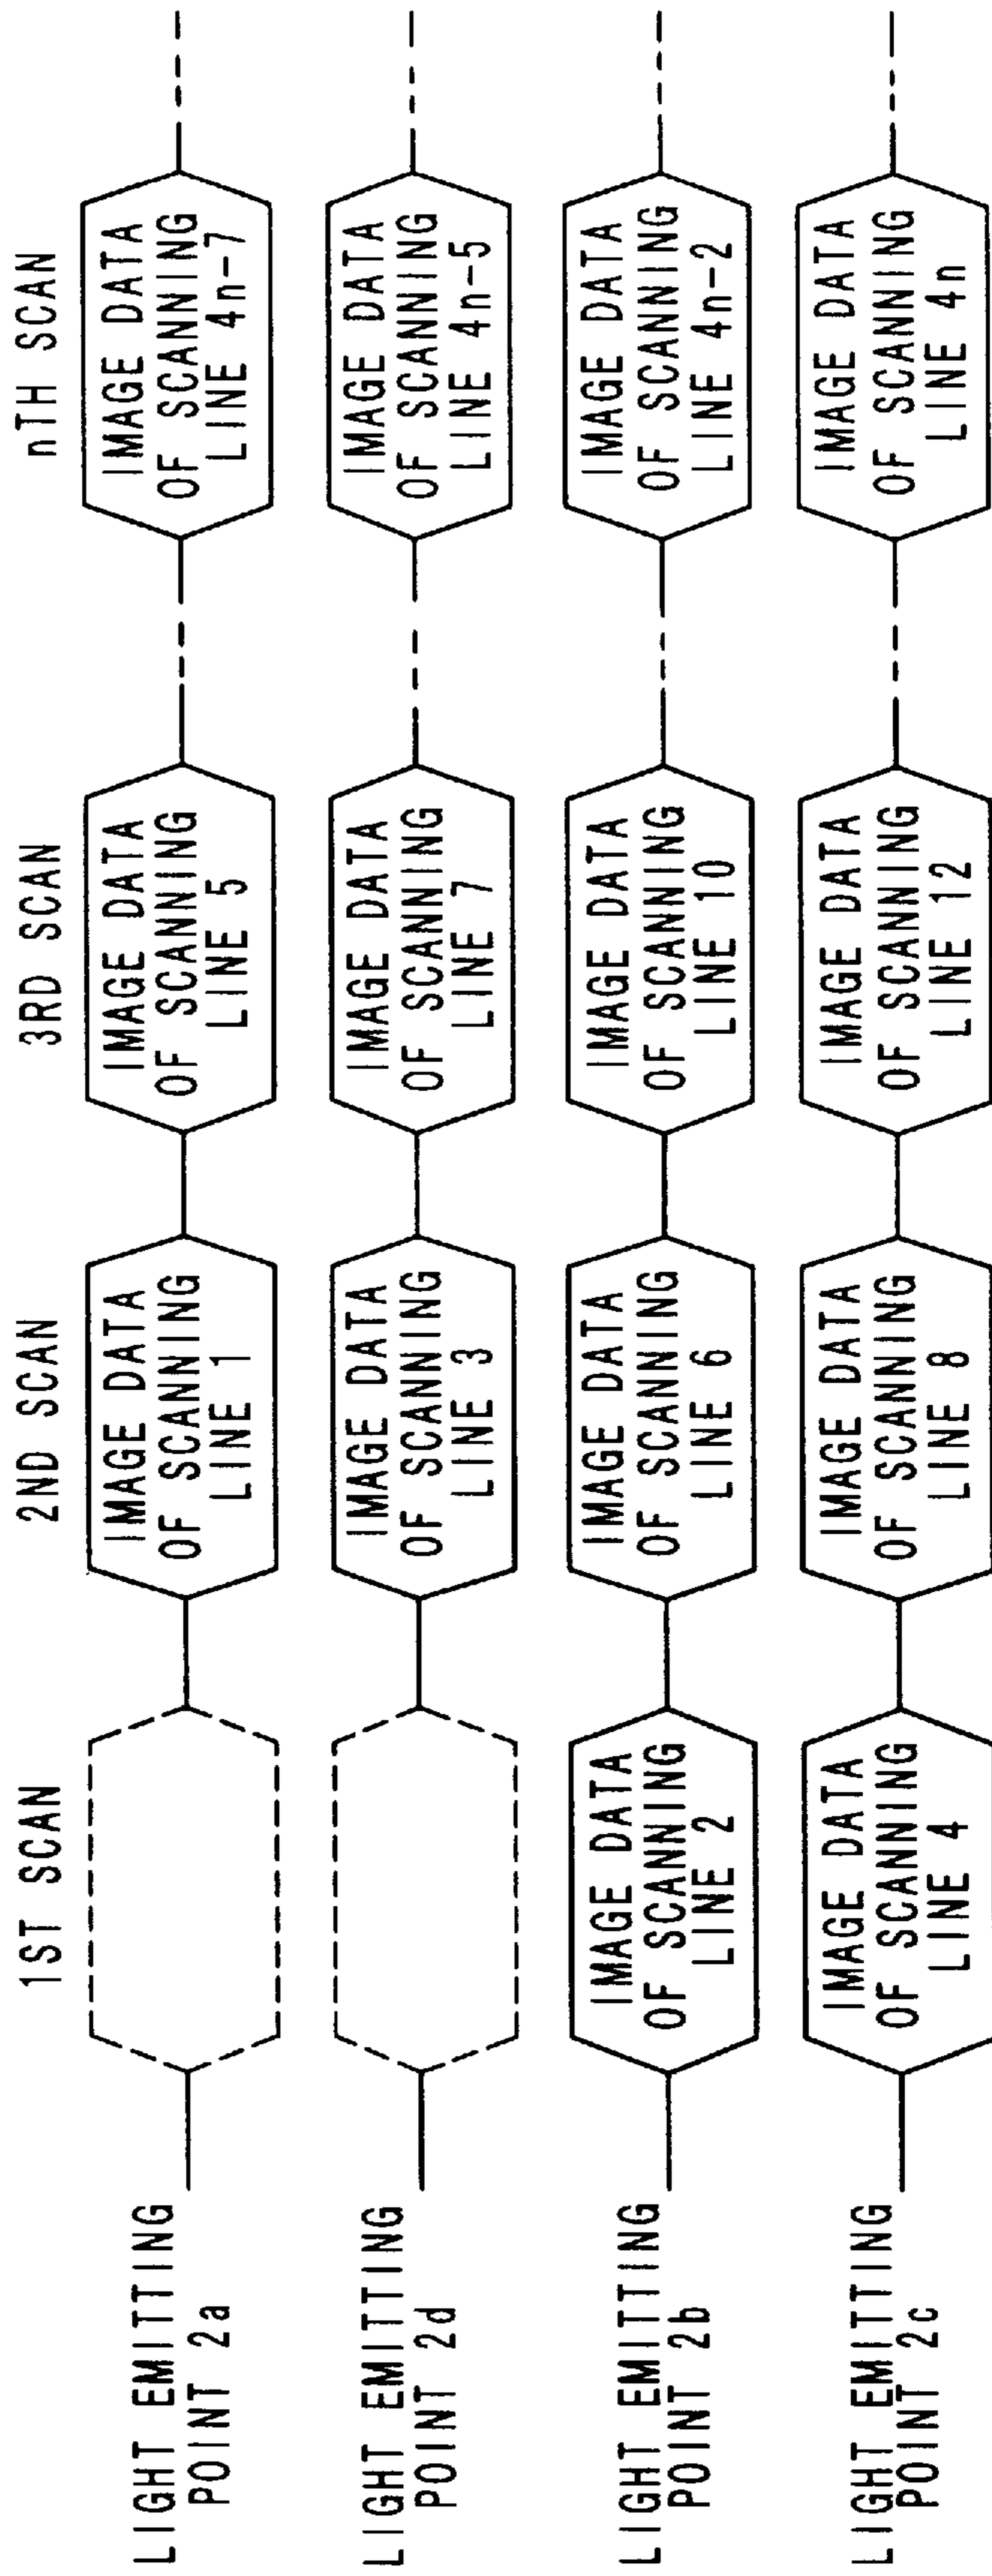 1ST SCAN
2ND SCAN
3RD SCAN
nTH SCAN
LIGHT EMITTING
POINT 2a
IMAGE DATA
OF SCANNING
LINE 1
IMAGE DATA
OF SCANNING
LINE 5
IMAGE DATA
OF SCANNING
LINE 4n-7
LIGHT EMITTING
POINT 2d
IMAGE DATA
OF SCANNING
LINE 3
IMAGE DATA
OF SCANNING
LINE 7
IMAGE DATA
OF SCANNING
LINE 4n-5
LIGHT EMITTING
POINT 2b
IMAGE DATA
OF SCANNING
LINE 2
IMAGE DATA
OF SCANNING
LINE 6
IMAGE DATA
OF SCANNING
LINE 10
IMAGE DATA
OF SCANNING
LINE 4n-2
LIGHT EMITTING
POINT 2c
IMAGE DATA
OF SCANNING
LINE 4
IMAGE DATA
OF SCANNING
LINE 8
IMAGE DATA
OF SCANNING
LINE 12
IMAGE DATA
OF SCANNING
LINE 4n